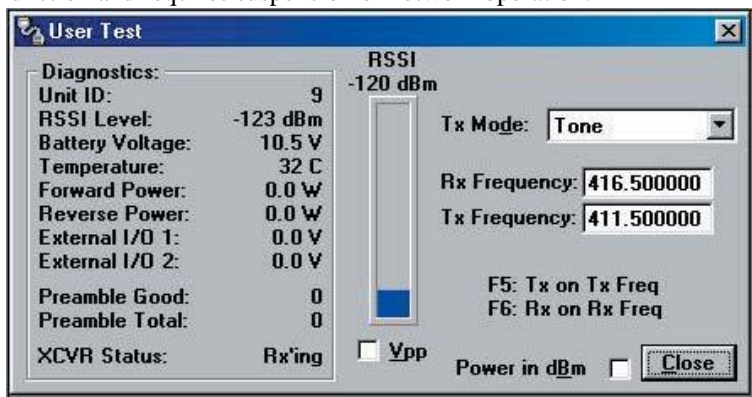 User Test
Diagnostics:
Unit ID: 9
RSSI Level: -123 dBm
Battery Voltage: 10.5 V
Temperature: 32 C
Forward Power: 0.0 W
Reverse Power: 0.0 W
External I/O 1: 0.0 V
External I/O 2: 0.0 V
Preamble Good: 0
Preamble Total: 0
XCVR Status: Rx'ing
RSSI
-120 dBm
Vpp
Tx Mode: Tone
Rx Frequency: 416.500000
Tx Frequency: 411.500000
F5: Tx on Tx Freq
F6: Rx on Rx Freq
Power in dBm
Close